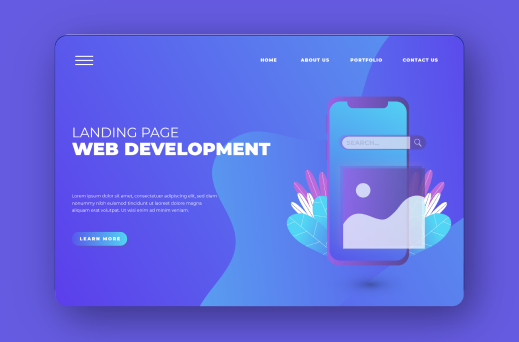 HOME ABOUT US PORTFOLIO CONTACT US
SEARCH...
LANDING PAGE
WEB DEVELOPMENT
Lorem ipsum dolor sit amet, consectetuer adipiscing elit, sed diam
nonummy nibh euismod tincidunt ut laoreet dolore magna
aliquam erat volutpat. Ut wisi enim ad minim veniam.
LEARN MORE